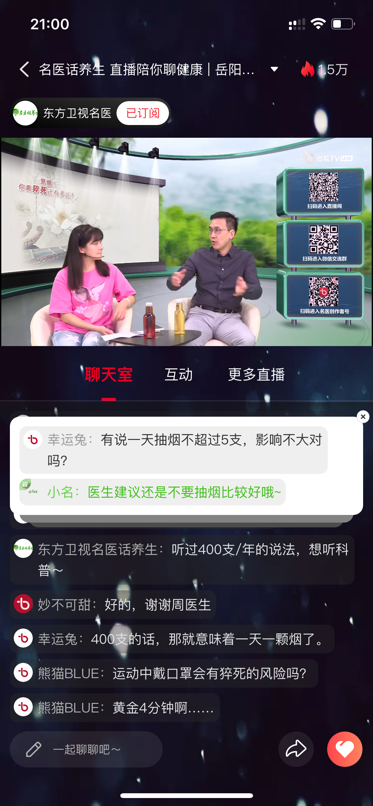 21:00
名医话养生 直播陪你聊健康 | 岳阳...
1.5万
东方卫视名医
已订阅
扫码进入直播间
扫码进入微信交流群
扫码进入名医创作者号
聊天室
互动
更多直播
幸运兔：有说一天抽烟不超过5支，影响不大对
吗？
小名：医生建议还是不要抽烟比较好哦~
东方卫视名医话养生：听过400支/年的说法，想听科
普～
妙不可甜：好的，谢谢周医生
幸运兔：400支的话，那就意味着一天一颗烟了。
熊猫BLUE：运动中戴口罩会有猝死的风险吗？
熊猫BLUE：黄金4分钟啊……
一起聊聊吧～